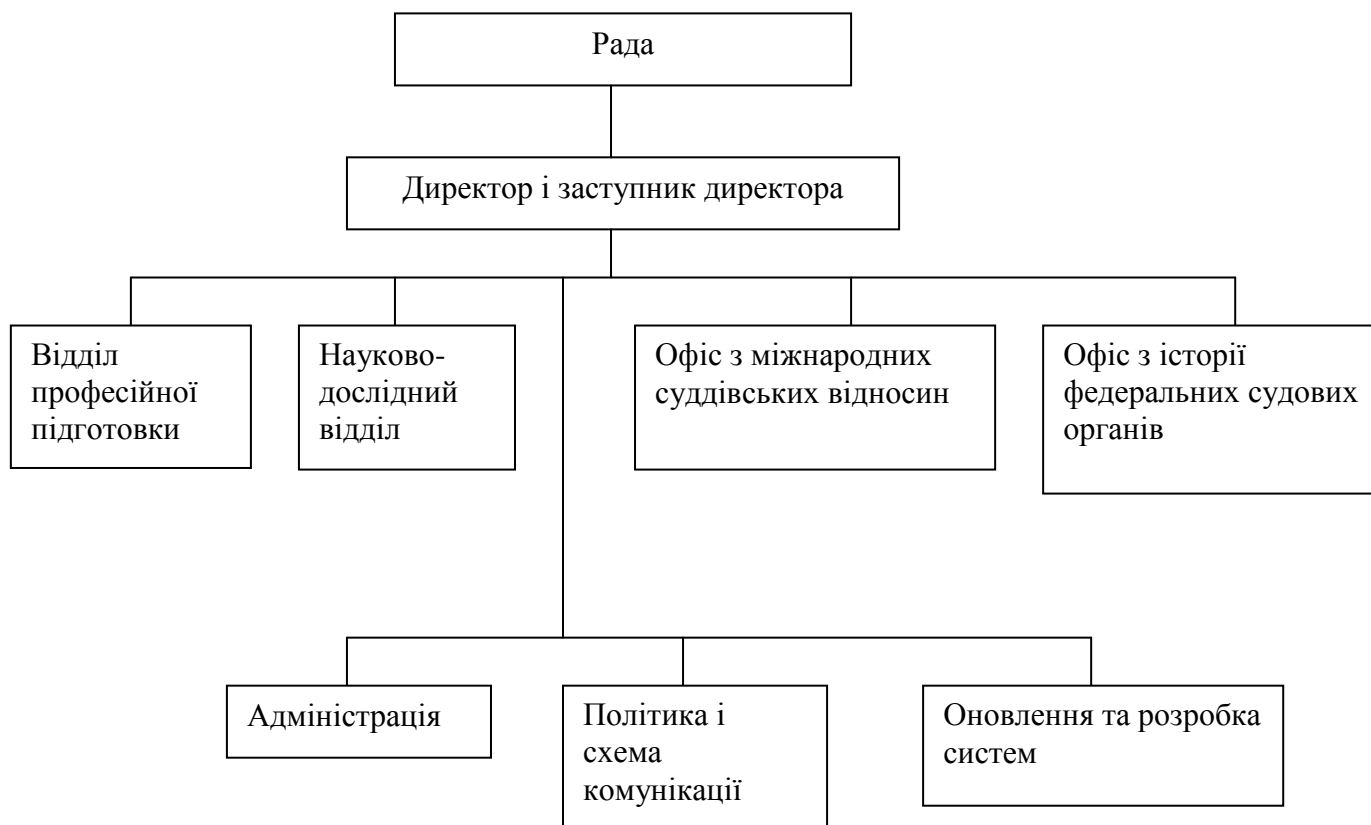 Рада
Директор і заступник директора
Відділ
професійної
підготовки
Науково-
дослідний
відділ
Офіс з міжнародних
суддівських відносин
Офіс з історії
федеральних судових
органів
Адміністрація
Політика і
схема
комунікації
Оновлення та розробка
систем